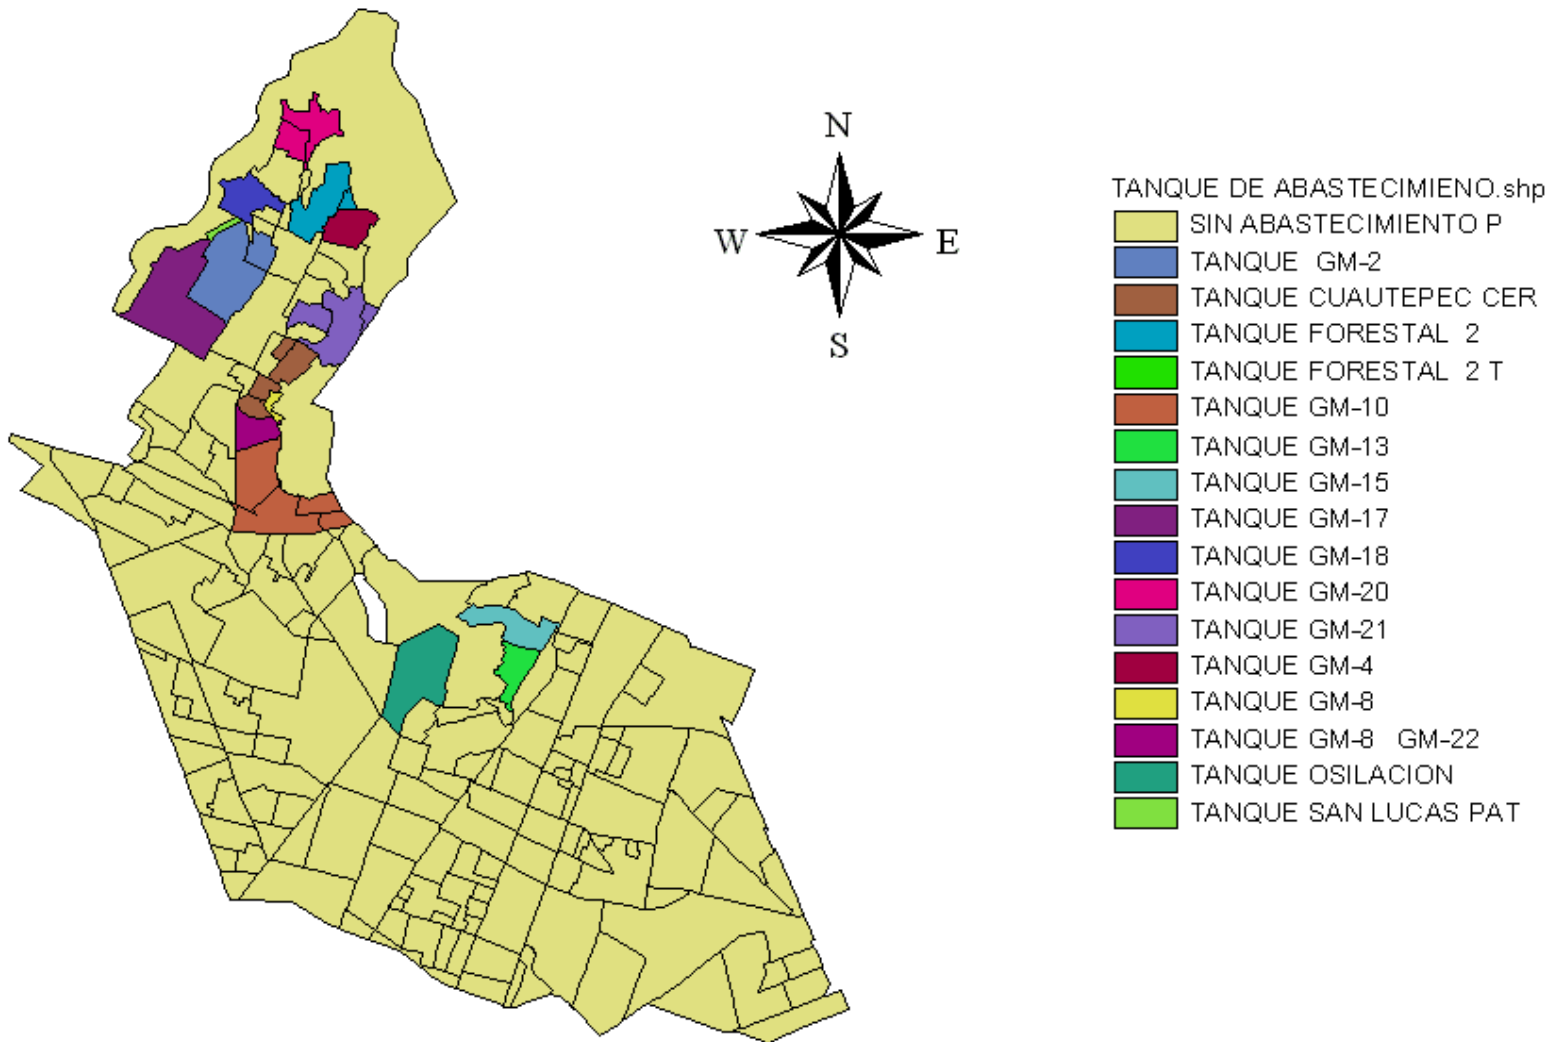 N
W
E
S
TANQUE DE ABASTECIMIENO.shp
SIN ABASTECIMIENTO P
TANQUE GM-2
TANQUE CUAUTEPEC CER
TANQUE FORESTAL 2
TANQUE FORESTAL 2 T
TANQUE GM-10
TANQUE GM-13
TANQUE GM-15
TANQUE GM-17
TANQUE GM-18
TANQUE GM-20
TANQUE GM-21
TANQUE GM-4
TANQUE GM-8
TANQUE GM-8 GM-22
TANQUE OSILACION
TANQUE SAN LUCAS PAT